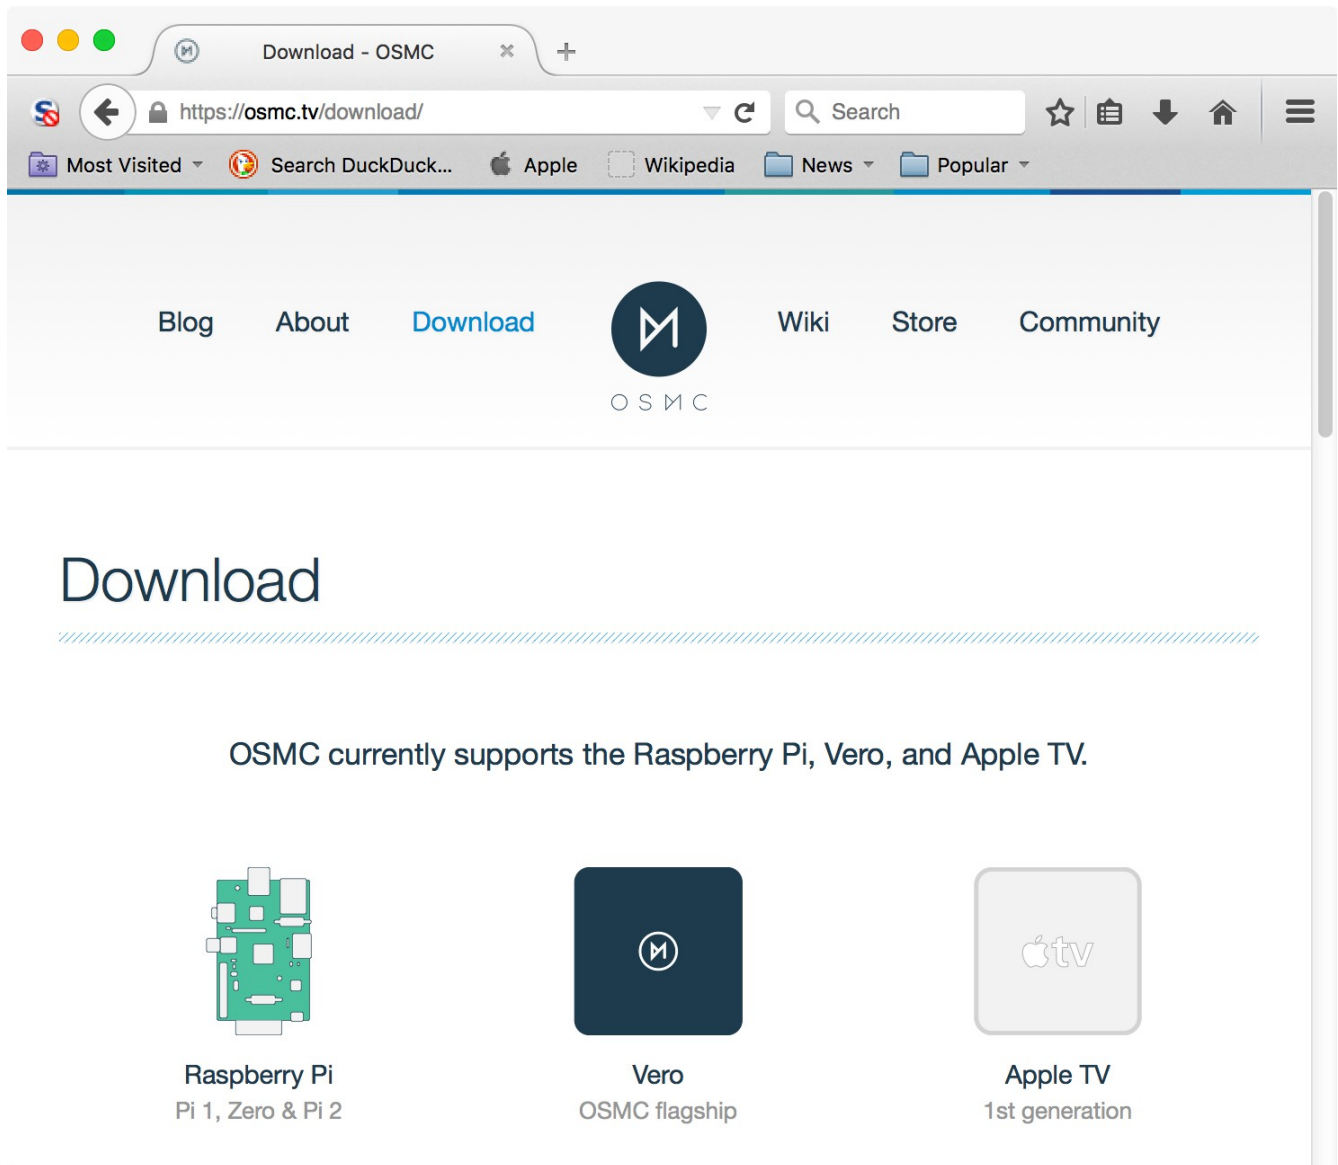 Download - OSMC
https://osmc.tv/download/
Search
Most Visited
Search DuckDuck...
Apple
Wikipedia
News
Popular
Blog
About
Download
OSMC
Wiki
Store
Community
Download
OSMC currently supports the Raspberry Pi, Vero, and Apple TV.
tv
Raspberry Pi
Pi 1, Zero & Pi 2
Vero
OSMC flagship
Apple TV
1st generation